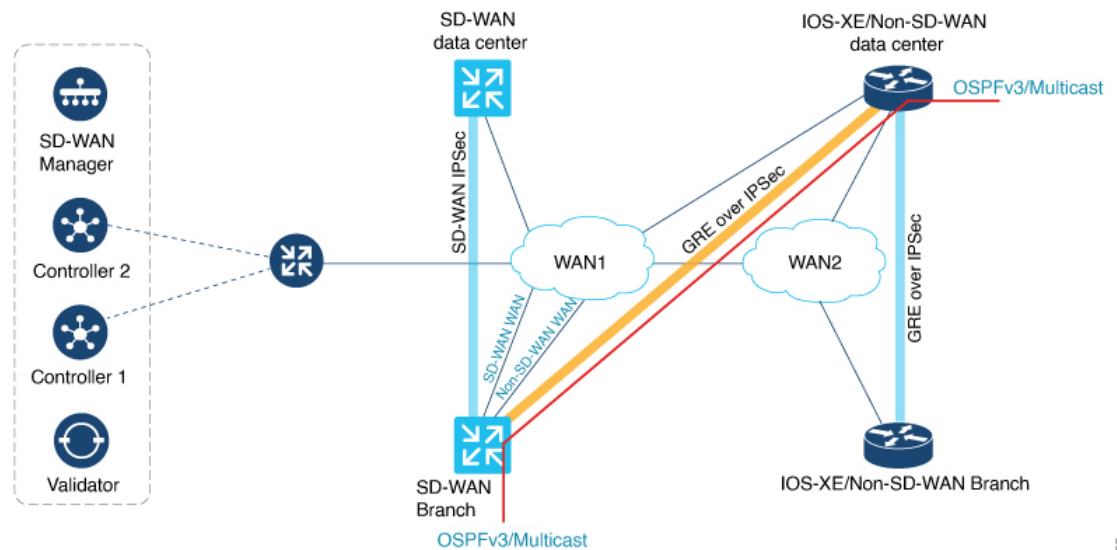 SD-WAN
data center
IOS-XE/Non-SD-WAN
data center
OSPFv3/Multicast
SD-WAN
Manager
SD-WAN IPSec
GRE over IPSec
GRE over IPSec
Controller 2
WAN1
WAN2
SD-WAN WAN
Non-SD-WAN WAN
Controller 1
Validator
SD-WAN
Branch
IOS-XE/Non-SD-WAN Branch
OSPFv3/Multicast